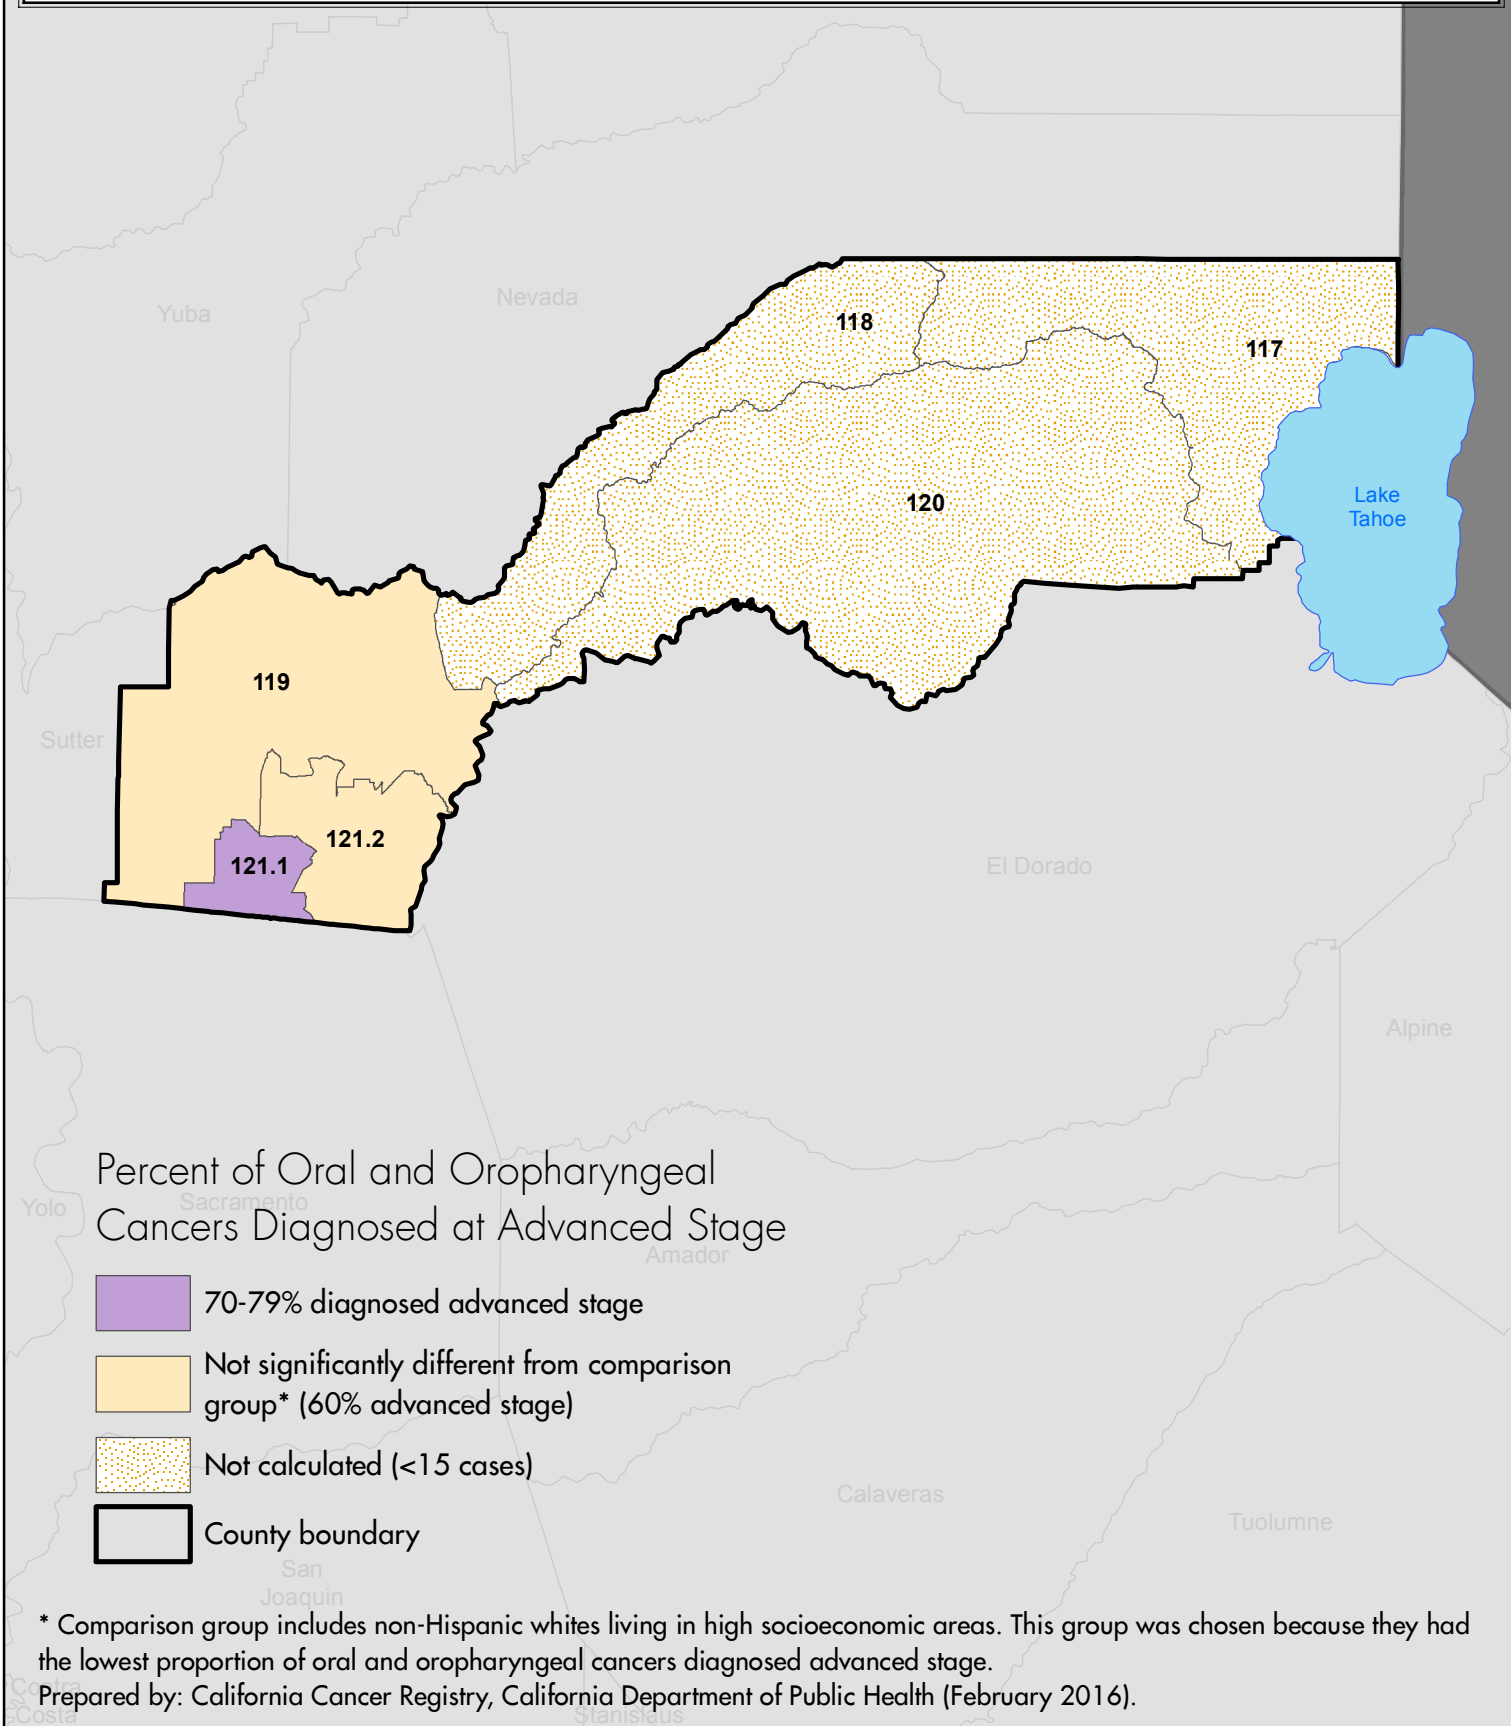 Yuba
Nevada
118
117
120
Lake
Tahoe
119
Sutter
121.2
121.1
El Dorado
Alpine
Percent of Oral and Oropharyngeal
Yolo
Sacramento
Cancers Diagnosed at Advanced Stage
Amador
70-79% diagnosed advanced stage
Not significantly different from comparison
group* (60% advanced stage)
Not calculated (<15 cases)
Calaveras
Tuolumne
County boundary
San
Joaquin
* Comparison group includes non-Hispanic whites living in high socioeconomic areas. This group was chosen because they had
the lowest proportion of oral and oropharyngeal cancers diagnosed advanced stage.
Contra
Prepared by: California Cancer Registry, California Department of Public Health (February 2016).
Costa
Stanislaus